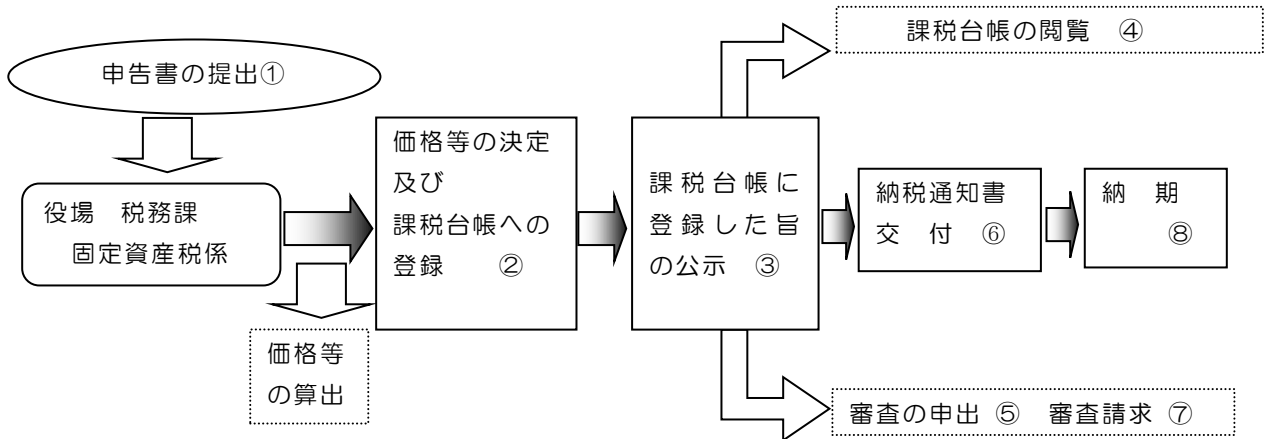 申告書の提出①
役場　税務課
固定資産税係
価格等
の算出
価格等の決定
及び
課税台帳への
登録　　②
課税台帳に
登録した旨
の公示　③
課税台帳の閲覧　④
審査の申出 ⑤　審査請求 ⑦
納税通知書
交　付　⑥
納　期
⑧